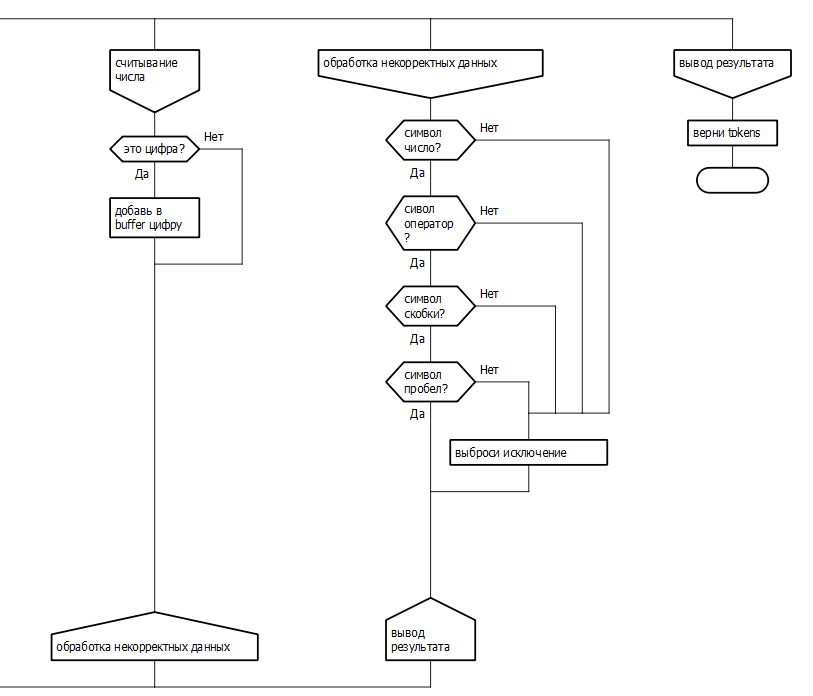 считывание
числа
это цифра?
Нет
Да
добавь в
buffer цифру
обработка некорректных данных
обработка некорректных данных
символ
число?
Нет
Да
сивол
оператор
?
Нет
Да
символ
скобки?
Нет
Да
символ
пробел?
Нет
Да
выброси исключение
вывод
результата
вывод результата
верни tokens